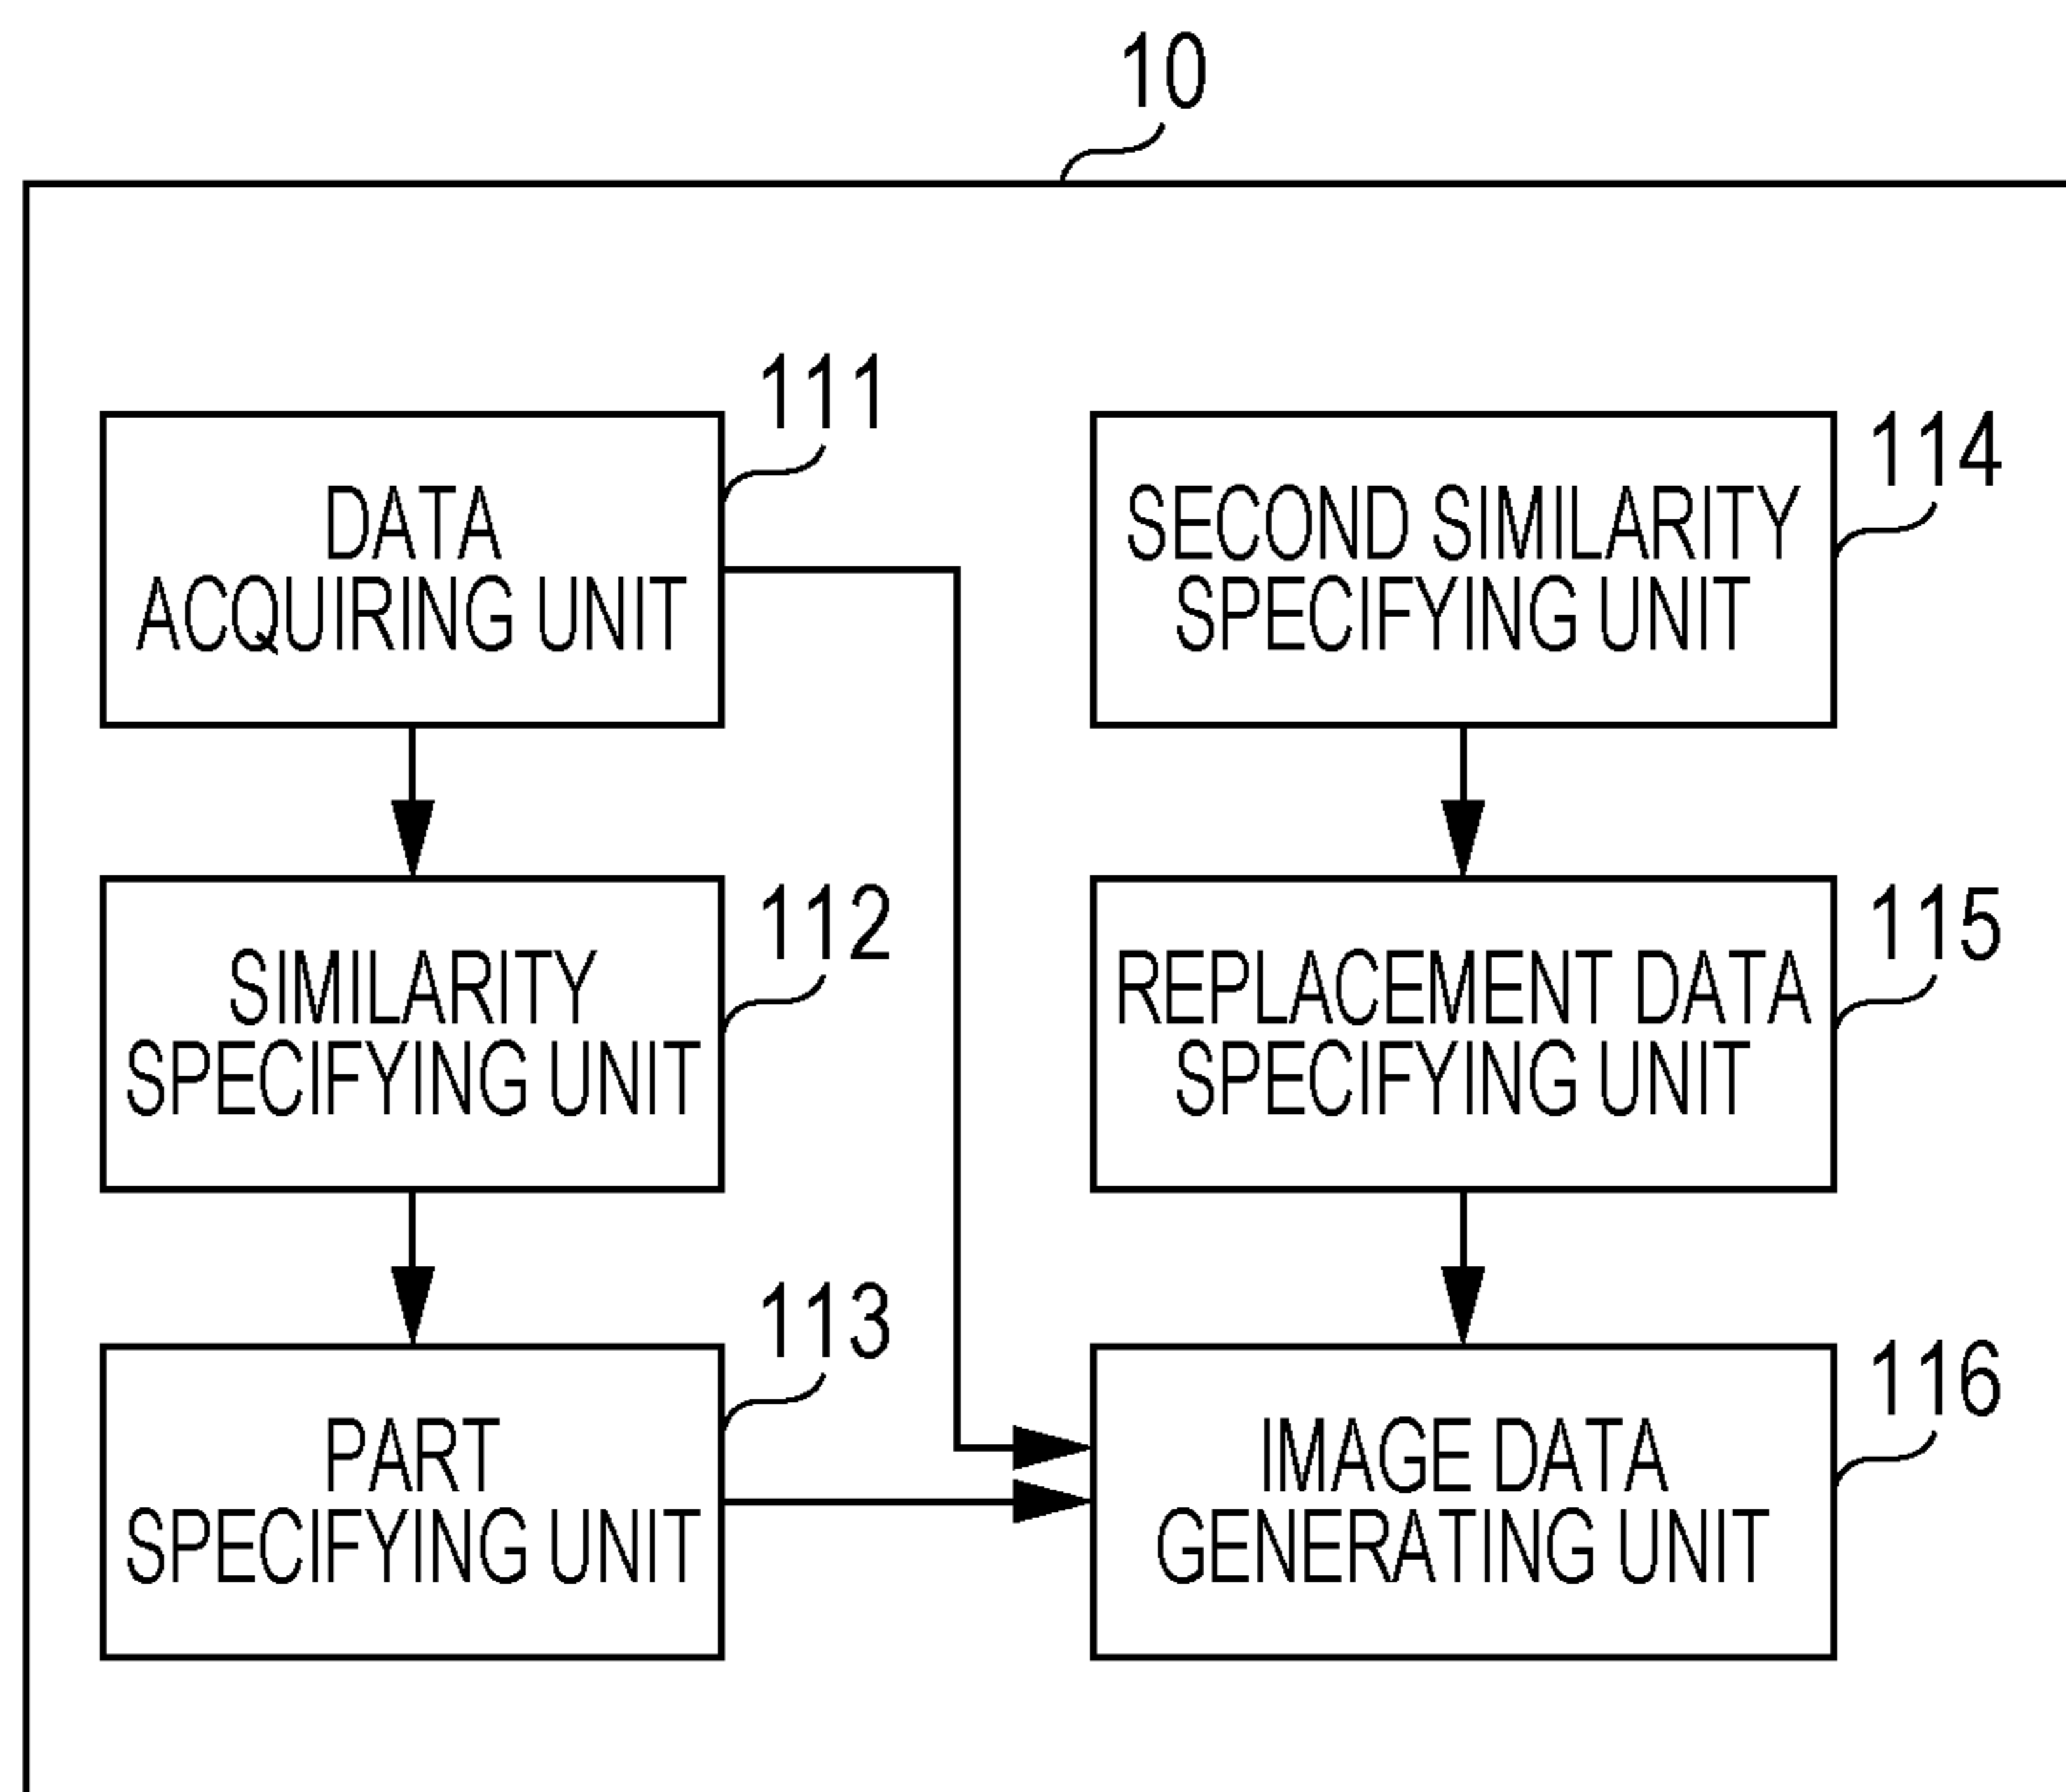 10
111
DATA
ACQUIRING UNIT
114
SECOND SIMILARITY
SPECIFYING UNIT
112
SIMILARITY
SPECIFYING UNIT
115
REPLACEMENT DATA
SPECIFYING UNIT
113
PART
SPECIFYING UNIT
116
IMAGE DATA
GENERATING UNIT